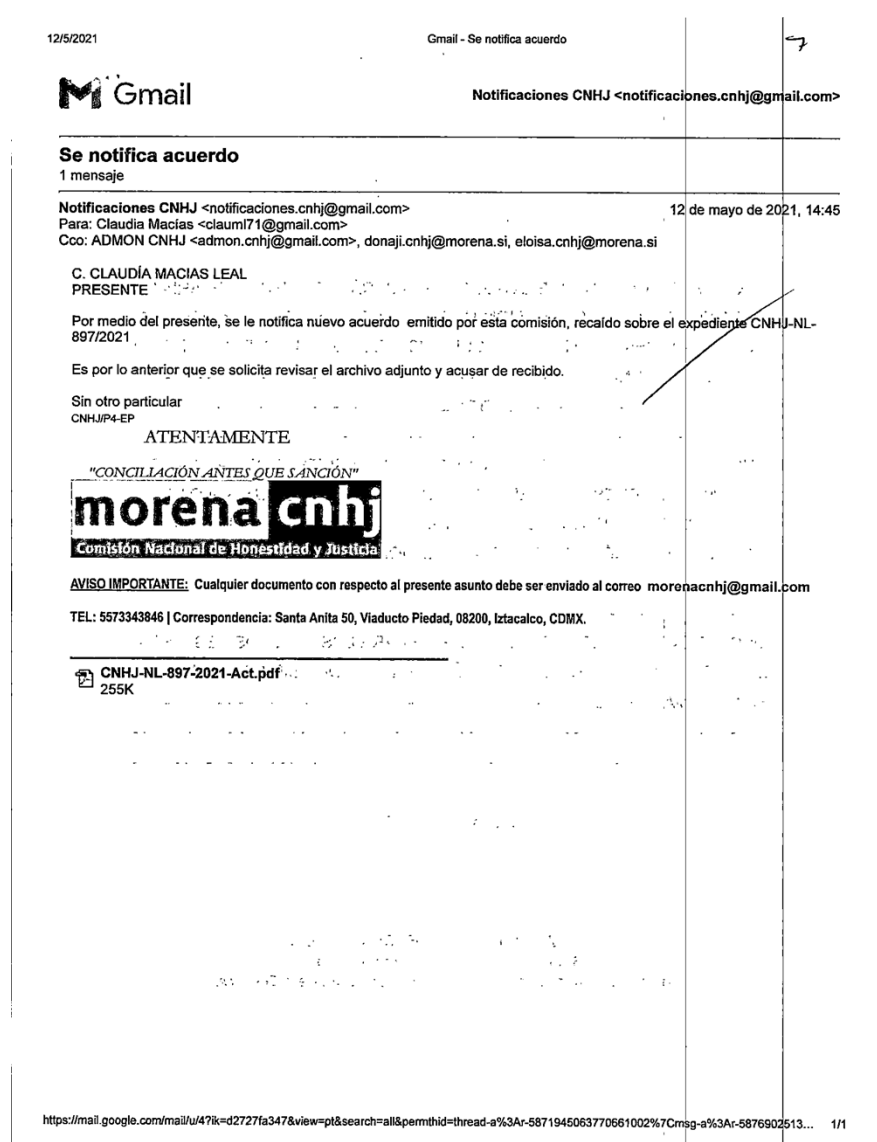 12/5/2021
Gmail - Se notifica acuerdo
7
Gmail
Notificaciones CNHJ <notificaciones.cnhj@gmail.com>
Se notifica acuerdo
1 mensaje
Notificaciones CNHJ <notificaciones.cnhj@gmail.com>
12 de mayo de 2021, 14:45
Para: Claudia Macías <clauml71@gmail.com>
Cco: ADMON CNHJ <admon.cnhj@gmail.com>, donaji.cnhj@morena.si, eloisa.cnhj@morena.si
C. CLAUDÍA MACIAS LEAL
PRESENTE
Por medio del presente, se le notifica nuevo acuerdo emitido por esta comisión, recaído sobre el expediente CNHJ-NL-
897/2021
Es por lo anterior que se solicita revisar el archivo adjunto y acusar de recibido.
Sin otro particular
CNHJ/P4-EP
ATENTAMENTE
"CONCILIACIÓN ANTES QUE SANCIÓN"
morena cnhj
Comisión Nacional de Honestidad y Justicia
AVISO IMPORTANTE: Cualquier documento con respecto al presente asunto debe ser enviado al correo morenacnhj@gmail.com
TEL: 5573343846 | Correspondencia: Santa Anita 50, Viaducto Piedad, 08200, Iztacalco, CDMX.
CNHJ-NL-897-2021-Act.pdf
255K
https://mail.google.com/mail/u/4?ik=d2727fa347&view=pt&search=all&permthid=thread-a%3Ar-5871945063770661002%7Cmsg-a%3Ar-5876902513... 1/1